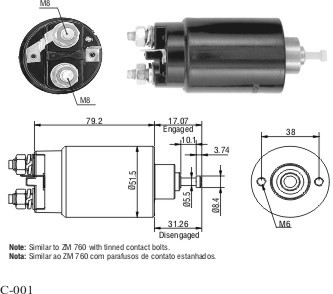 M8
M8
79.2
17.07
Engaged
10.1
3.74
38
Ø51.5
Ø5.5
Ø8.4
M6
31.26
Disengaged
Note: Similar to ZM 760 with tinned contact bolts.
Nota: Similar ao ZM 760 com parafusos de contato estanhados.
C-001